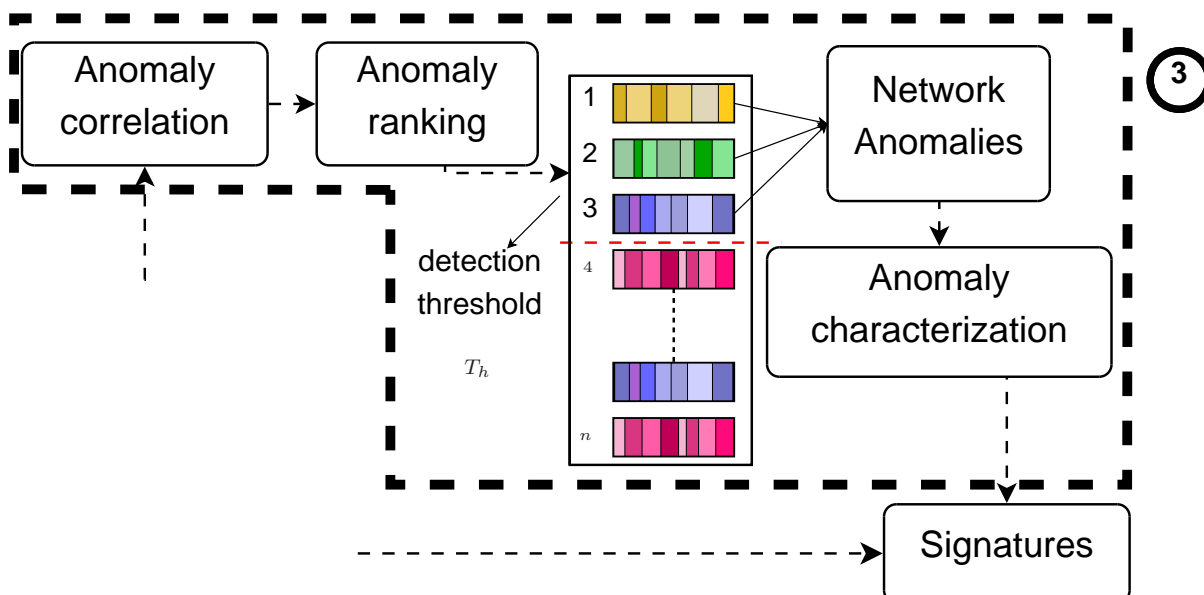 Anomaly
correlation
Anomaly
ranking
1
2
3
4
n
detection
threshold
T_h
Network
Anomalies
Anomaly
characterization
Signatures
3